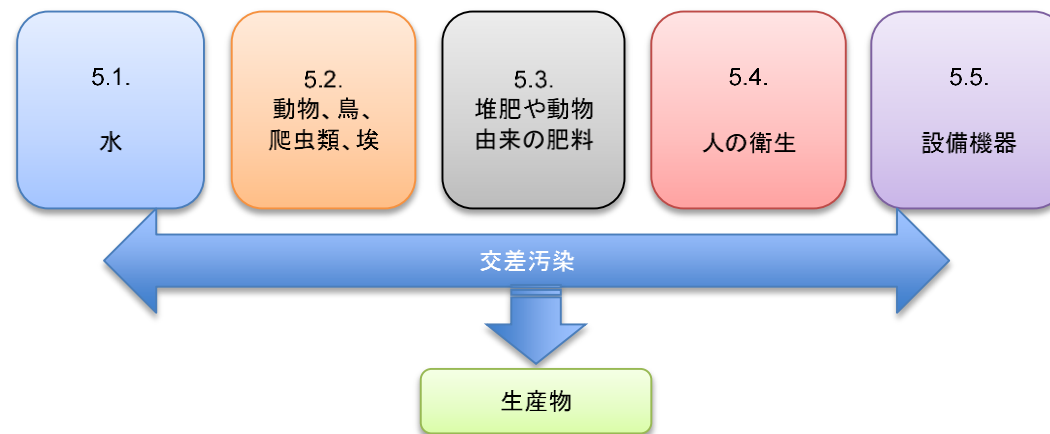 5.1.
水
5.2.
動物、鳥、
爬虫類、埃
5.3.
堆肥や動物
由来の肥料
5.4.
人の衛生
5.5.
設備機器
交差汚染
生産物